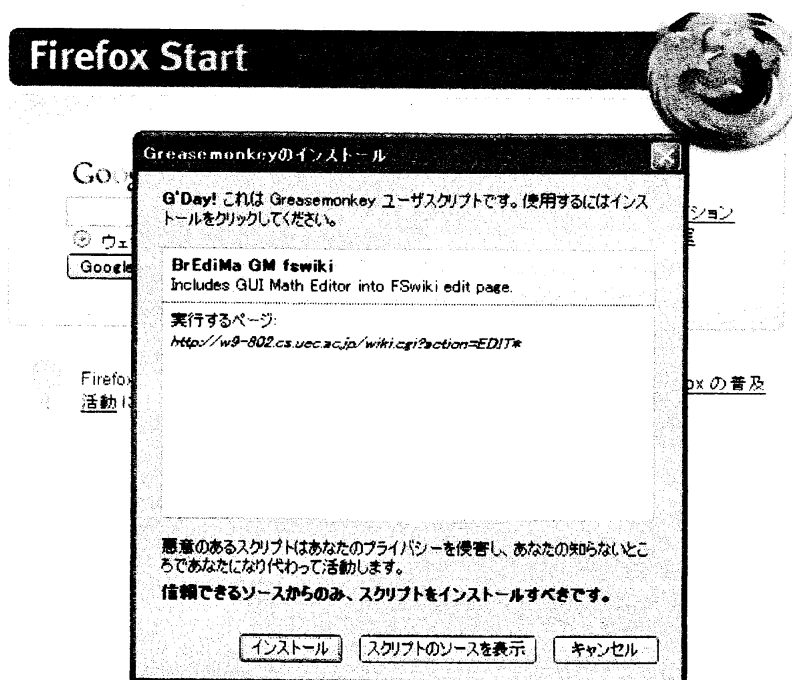 Firefox Start
Greasemonkeyのインストール
G'Day! これは Greasemonkey ユーザスクリプトです。使用するにはインス
トールをクリックしてください。
BrEdiMa GM fswiki
Includes GUI Math Editor into FSwiki edit page.
実行するページ:
http://w9-802.cs.uec.ac.jp/wiki.cgi?action=EDIT*
Goo
ション
ウェ
Google
Firefo
ox の普及
活動
悪意のあるスクリプトはあなたのプライバシーを侵害し、あなたの知らないとこ
ろであなたになり代わって活動します。
信頼できるソースからのみ、スクリプトをインストールすべきです。
インストール
スクリプトのソースを表示
キャンセル